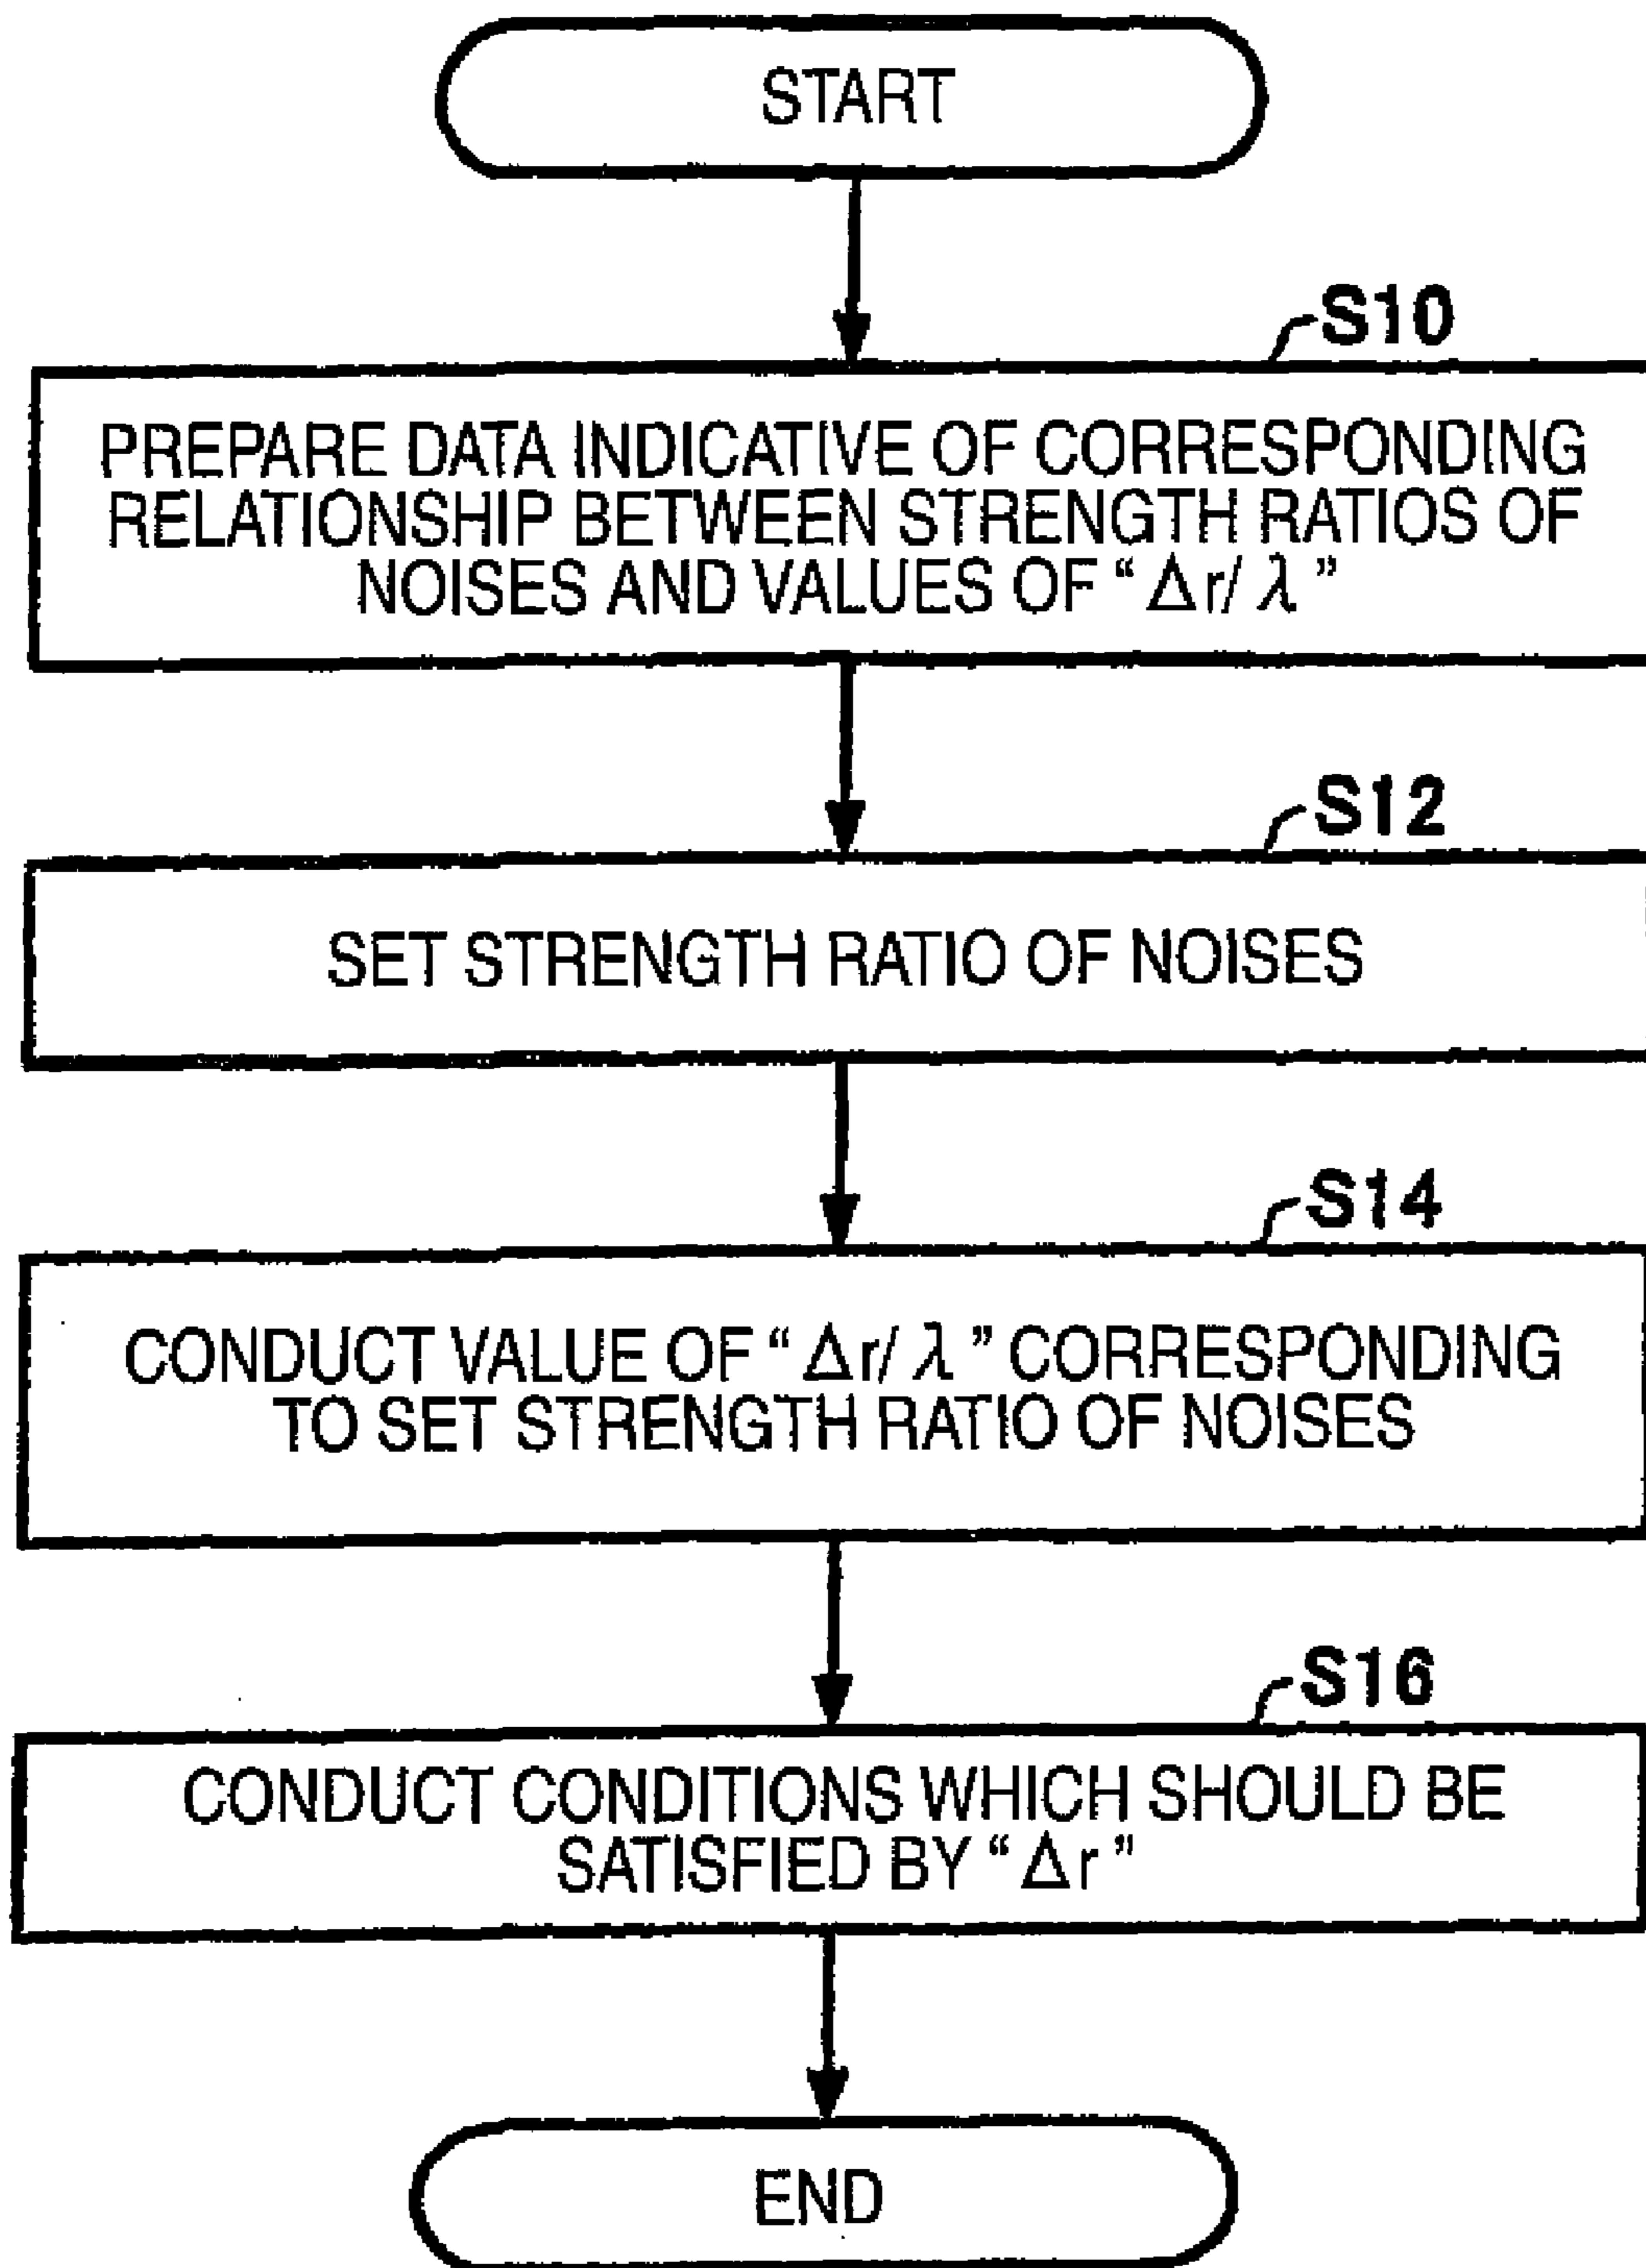 START
S10
PREPARE DATA INDICATIVE OF CORRESPONDING
RELATIONSHIP BETWEEN STRENGTH RATIOS OF
NOISES AND VALUES OF “Δr/λ”
S12
SET STRENGTH RATIO OF NOISES
S14
CONDUCT VALUE OF “Δr/λ” CORRESPONDING
TO SET STRENGTH RATIO OF NOISES
S16
CONDUCT CONDITIONS WHICH SHOULD BE
SATISFIED BY “Δr”
END